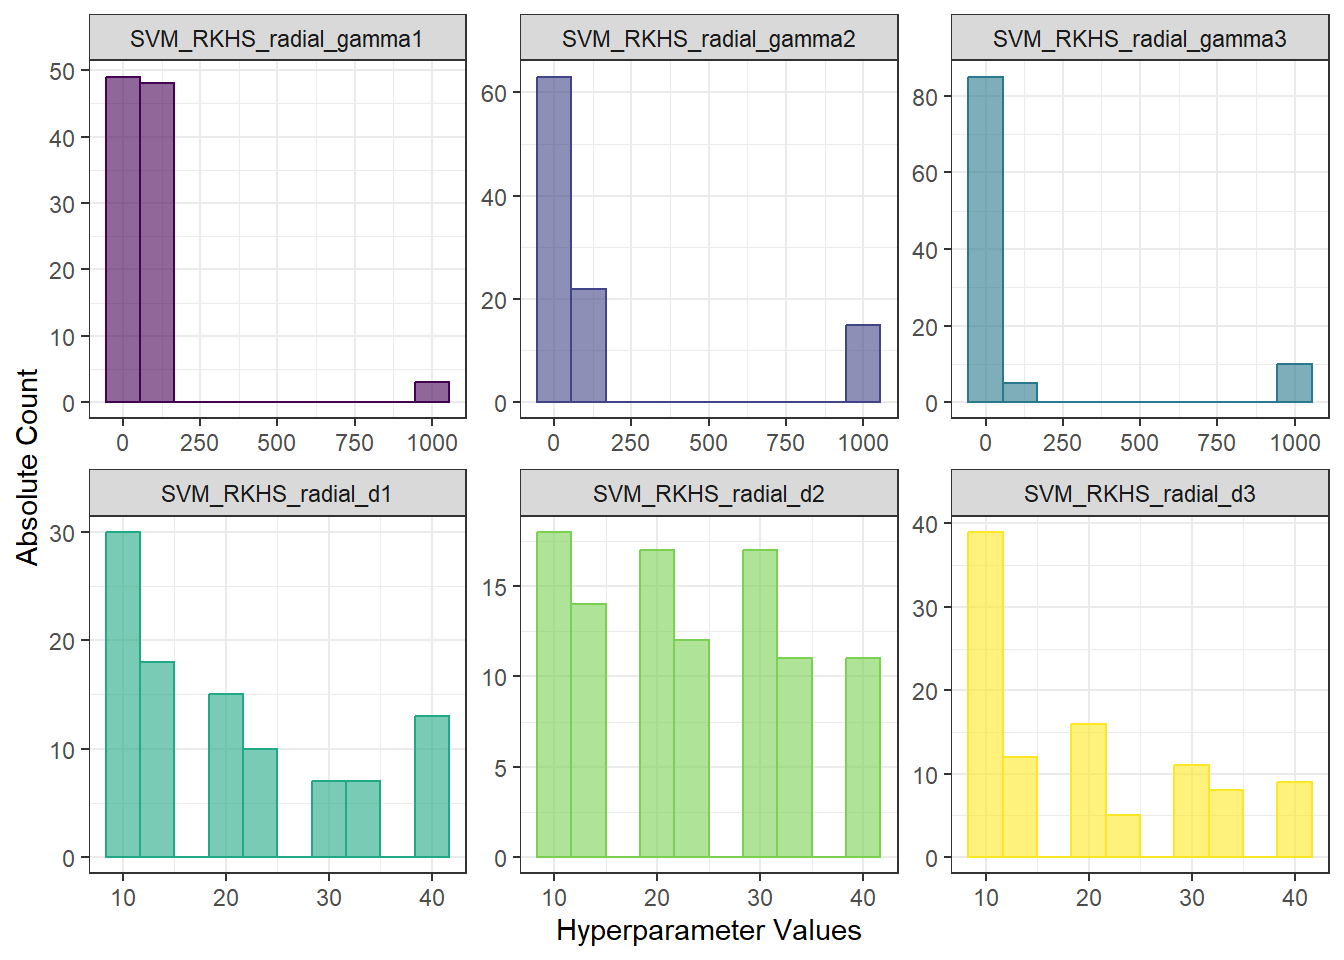 SVM_RKHS_radial_gamma1 SVM_RKHS_radial_gamma2 SVM_RKHS_radial_gamma3
50
40
30
20
10
0
60
40
20
0
80
60
40
20
0
0 250 500 750 1000
0 250 500 750 1000
0 250 500 750 1000
Absolute Count
SVM_RKHS_radial_d1 SVM_RKHS_radial_d2 SVM_RKHS_radial_d3
30
20
10
0
15
10
5
0
40
30
20
10
0
10 20 30 40
10 20 30 40
10 20 30 40
Hyperparameter Values